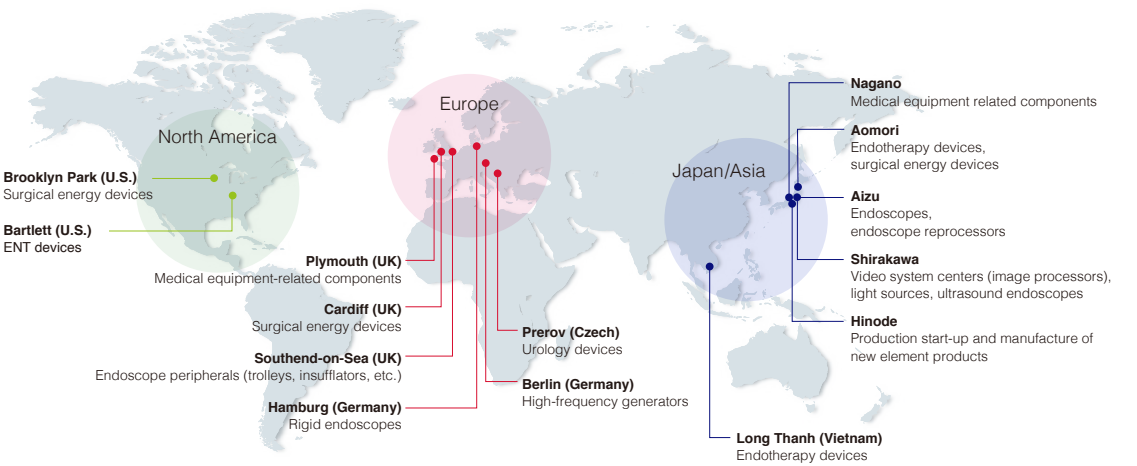 North America
Brooklyn Park (U.S.)
Surgical energy devices
Bartlett (U.S.)
ENT devices
Europe
Plymouth (UK)
Medical equipment-related components
Cardiff (UK)
Surgical energy devices
Southend-on-Sea (UK)
Endoscope peripherals (trolleys, insufflators, etc.)
Hamburg (Germany)
Rigid endoscopes
Prerov (Czech)
Urology devices
Berlin (Germany)
High-frequency generators
Japan/Asia
Nagano
Medical equipment related components
Aomori
Endotherapy devices,
surgical energy devices
Aizu
Endoscopes,
endoscope reprocessors
Shirakawa
Video system centers (image processors),
light sources, ultrasound endoscopes
Hinode
Production start-up and manufacture of
new element products
Long Thanh (Vietnam)
Endotherapy devices